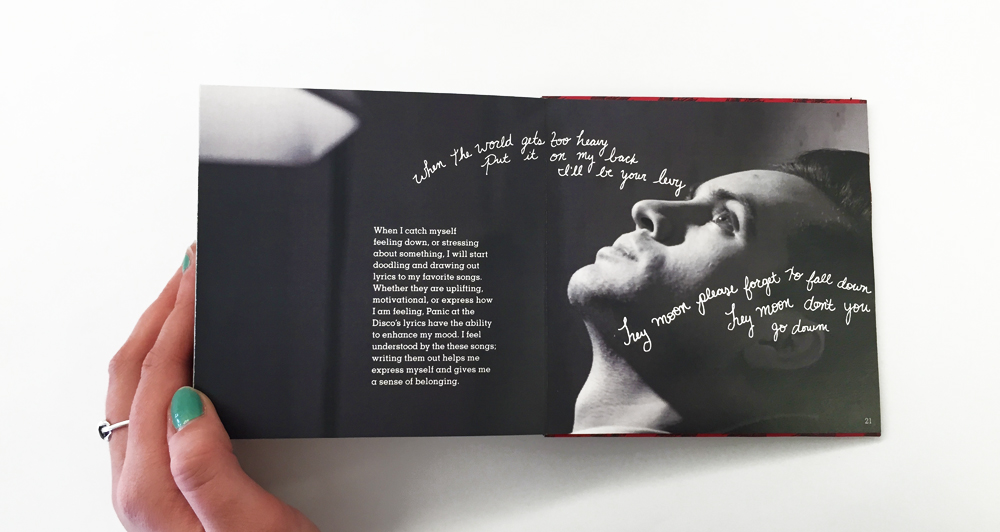 when the world gets too heavy
Put it on my back
I'll be your levy
When I catch myself
feeling down, or stressing
about something, I will start
doodling and drawing out
lyrics to my favorite songs.
Whether they are uplifting,
motivational, or express how
I am feeling, Panic at the
Disco's lyrics have the ability
to enhance my mood. I feel
understood by the these songs;
writing them out helps me
express myself and gives me
a sense of belonging.
hey moon please forget to fall down
hey moon don't you
go down
21